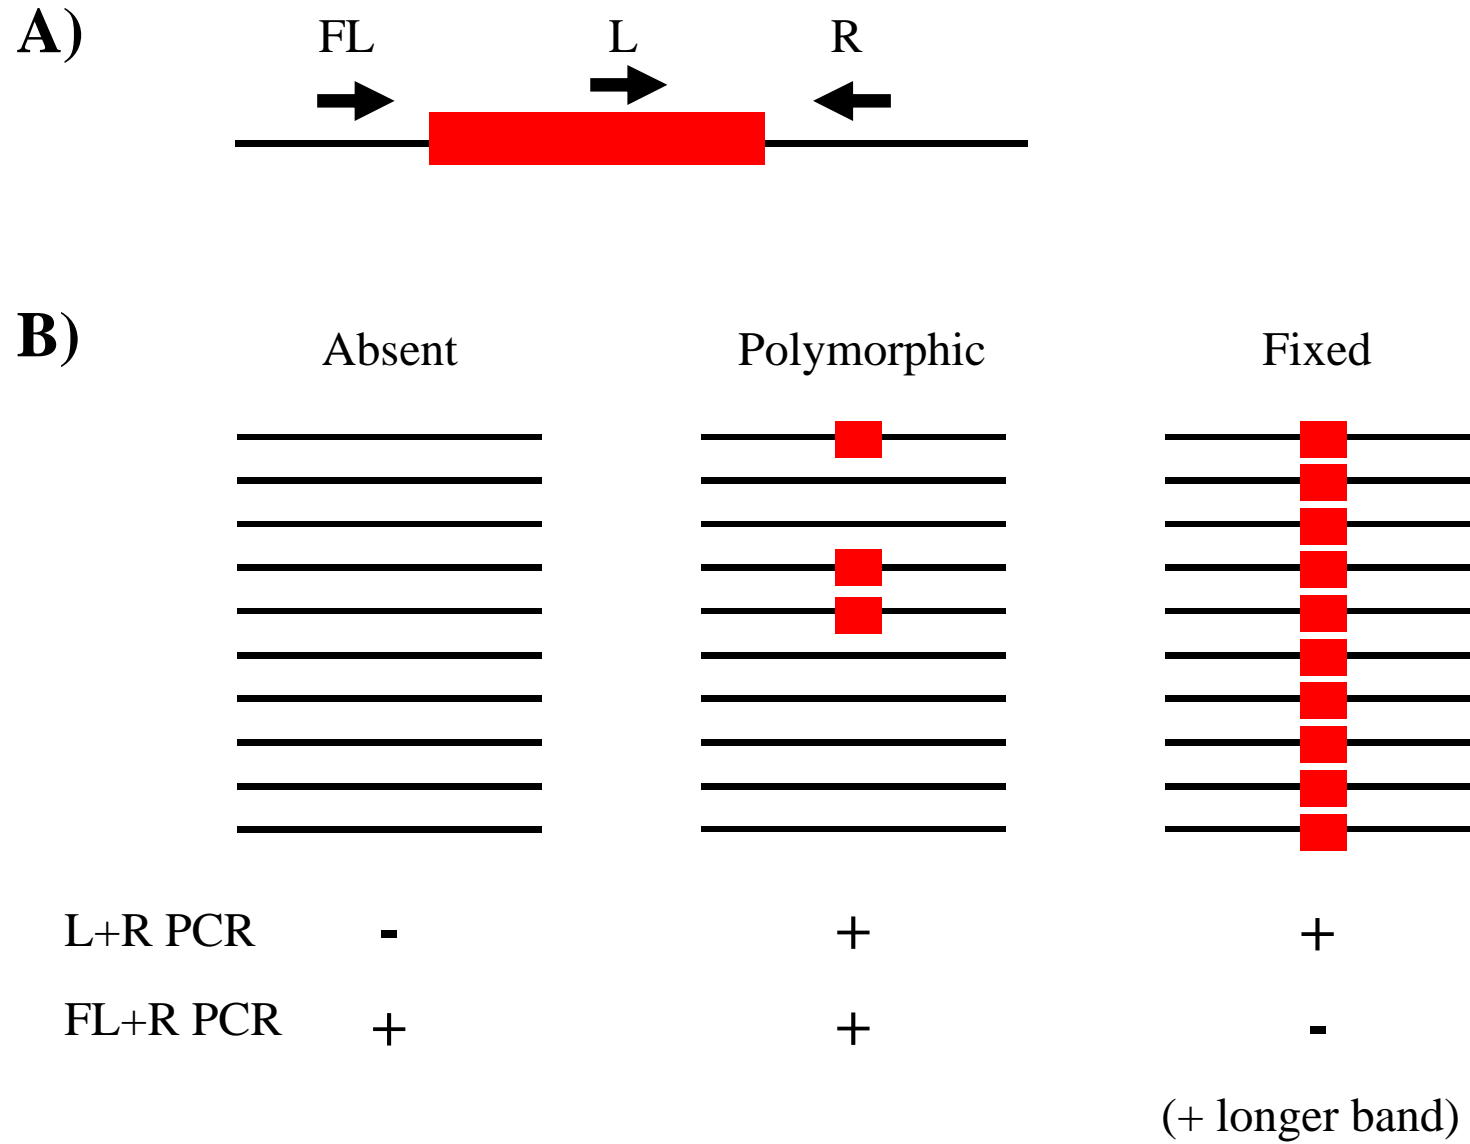 A)
FL L R
B)
Absent Polymorphic Fixed
L+R PCR - + +
FL+R PCR + + -
(+ longer band)